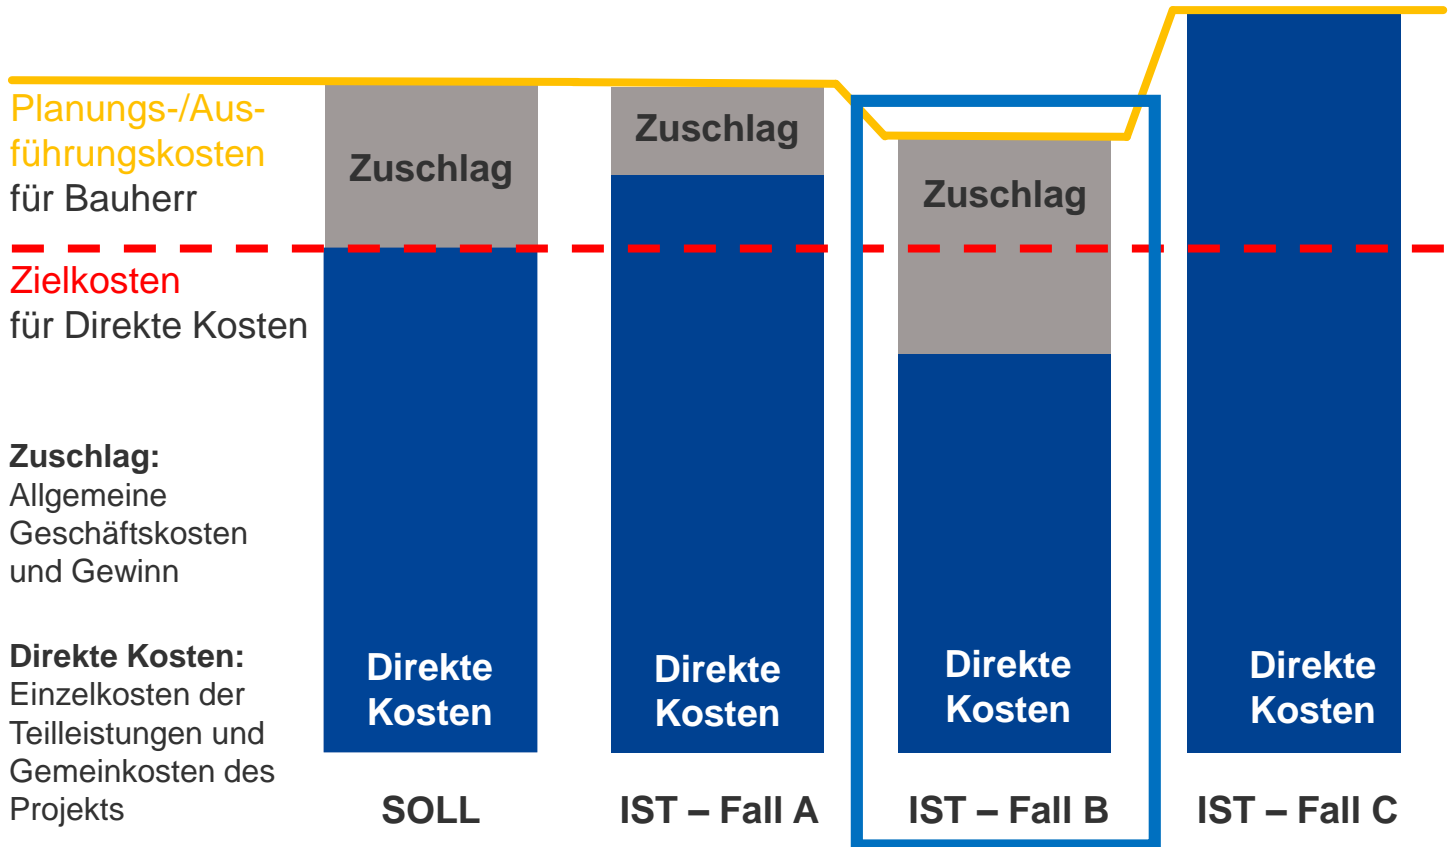 Planungs-/Aus-
führungskosten
für Bauherr
Zielkosten
für Direkte Kosten
Zuschlag:
Allgemeine
Geschäftskosten
und Gewinn
Direkte Kosten:
Einzelkosten der
Teilleistungen und
Gemeinkosten des
Projekts
Zuschlag
Direkte
Kosten
SOLL
Zuschlag
Direkte
Kosten
IST – Fall A
Zuschlag
Direkte
Kosten
IST – Fall B
Direkte
Kosten
IST – Fall C